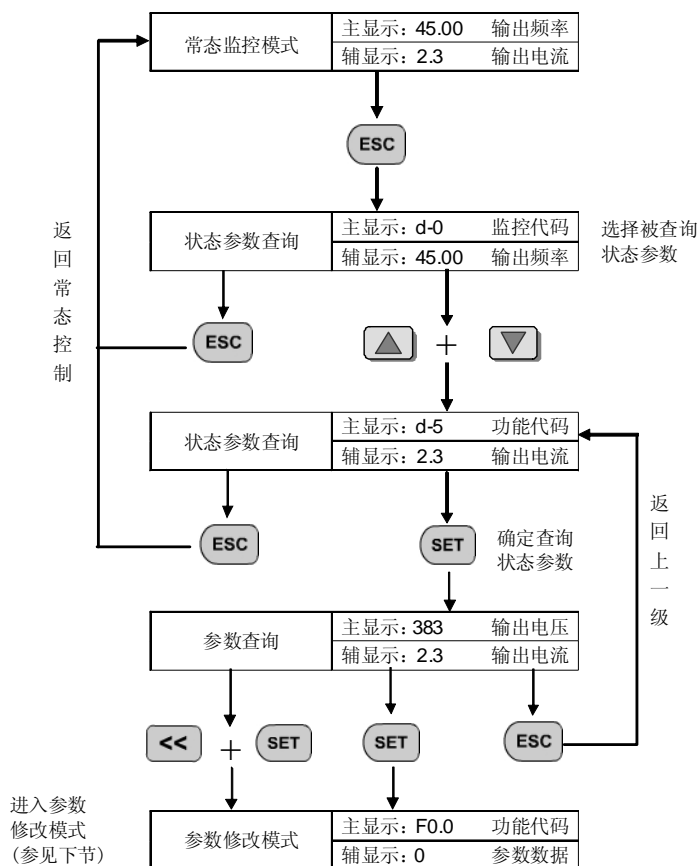 常态监控模式
主显示：45.00 输出频率
辅显示：2.3 输出电流
ESC
状态参数查询
主显示：d-0 监控代码
辅显示：45.00 输出频率
选择被查询
状态参数
返回常态控制
ESC
+
状态参数查询
主显示：d-5 功能代码
辅显示：2.3 输出电流
ESC
SET
确定查询
状态参数
返回上一级
参数查询
主显示：383 输出电压
辅显示：2.3 输出电流
<< + SET
SET
ESC
进入参数
修改模式
（参见下节）
参数修改模式
主显示：F0.0 功能代码
辅显示：0 参数数据